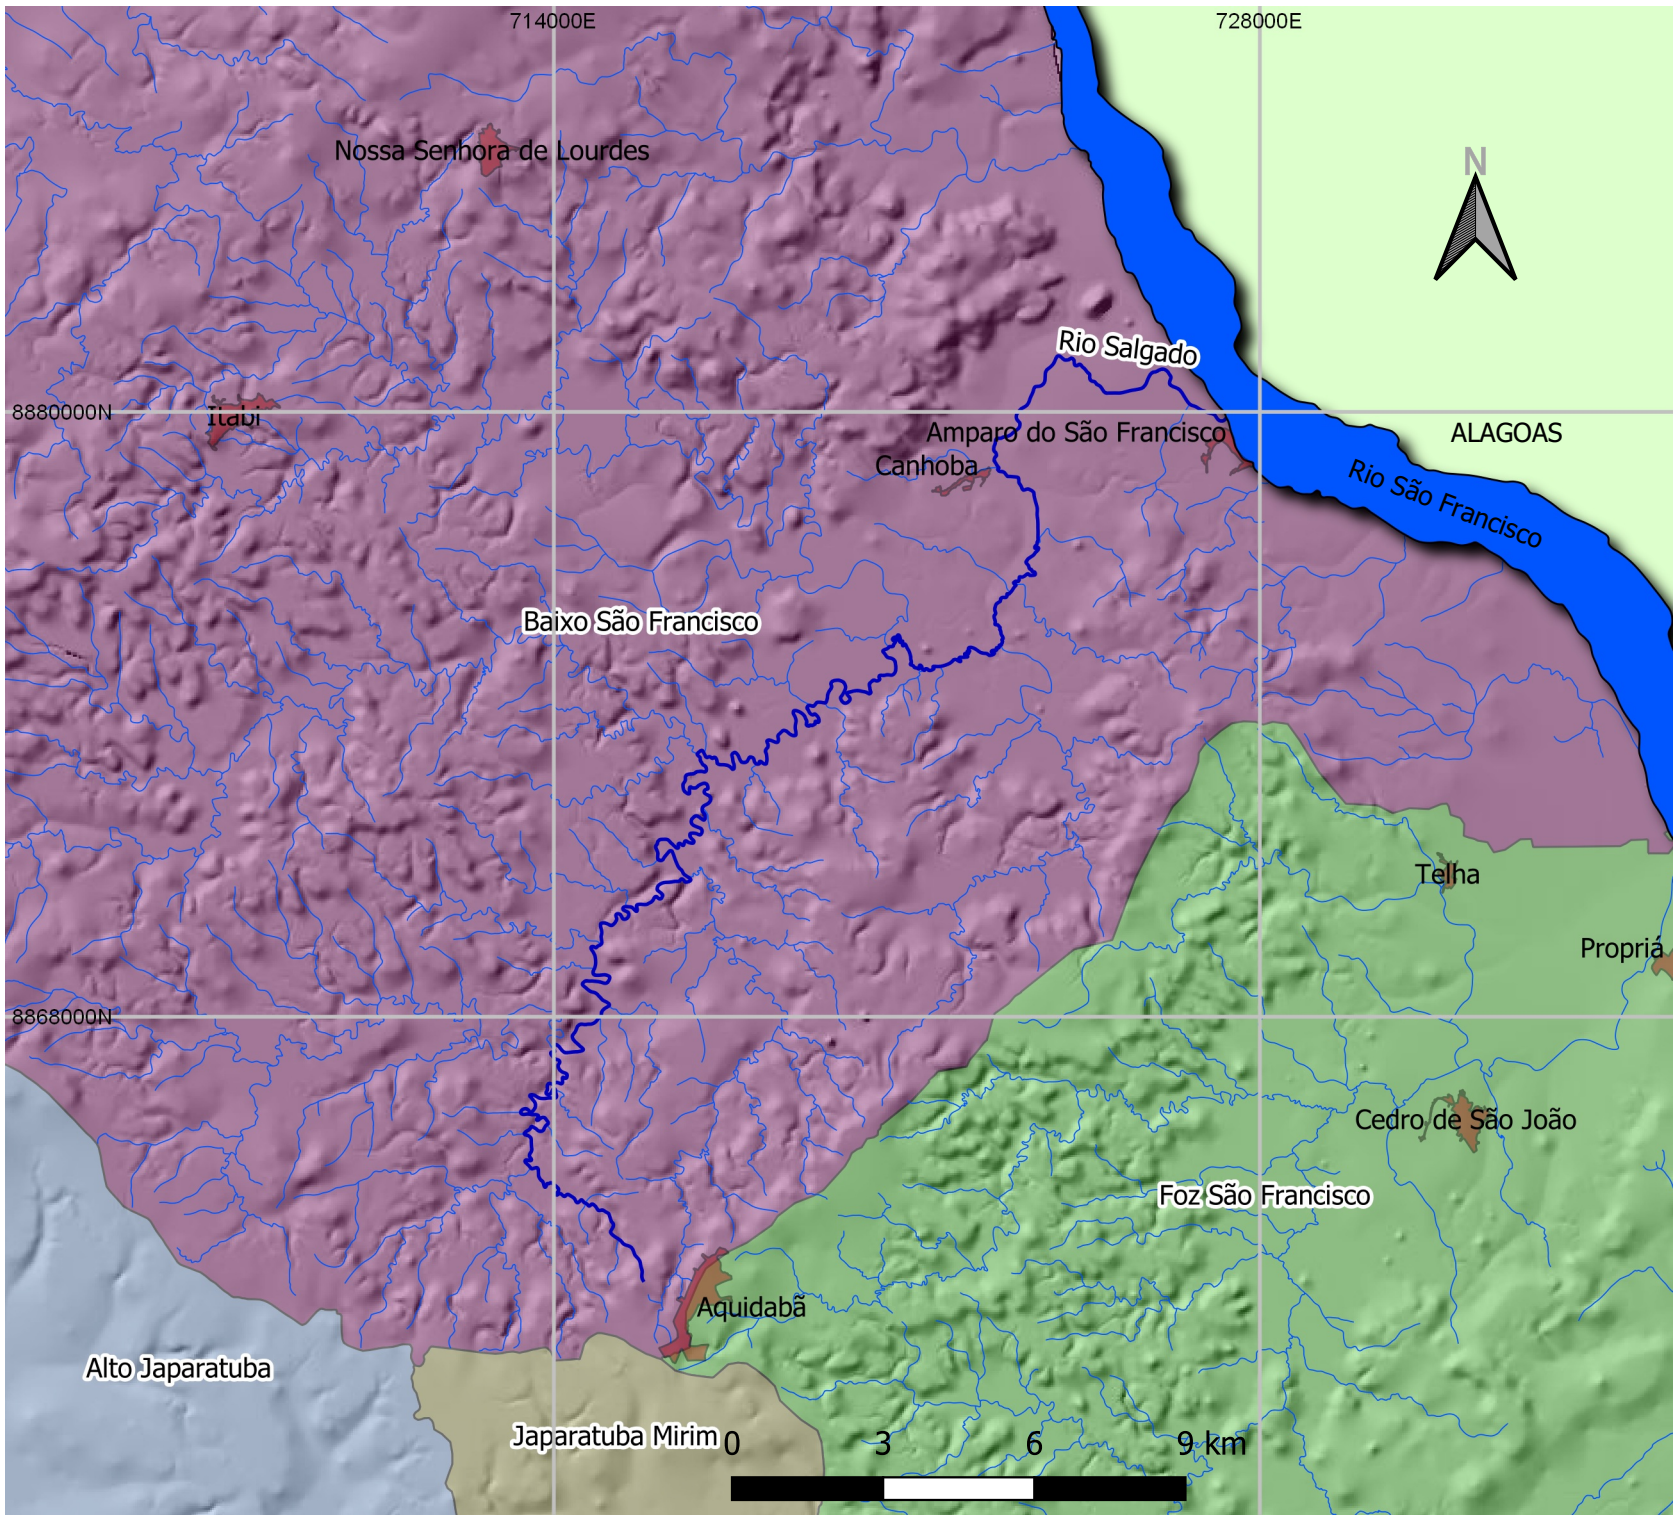 714000E
728000E
Nossa Senhora de Lourdes
N
Rio Salgado
8880000N
Itabi
Amparo do São Francisco
ALAGOAS
Canhoba
Rio São Francisco
Baixo São Francisco
Telha
Propriá
8868000N
Cedro de São João
Foz São Francisco
Aquidabã
Alto Japaratuba
Japaratuba Mirim
0 3 6 9 km